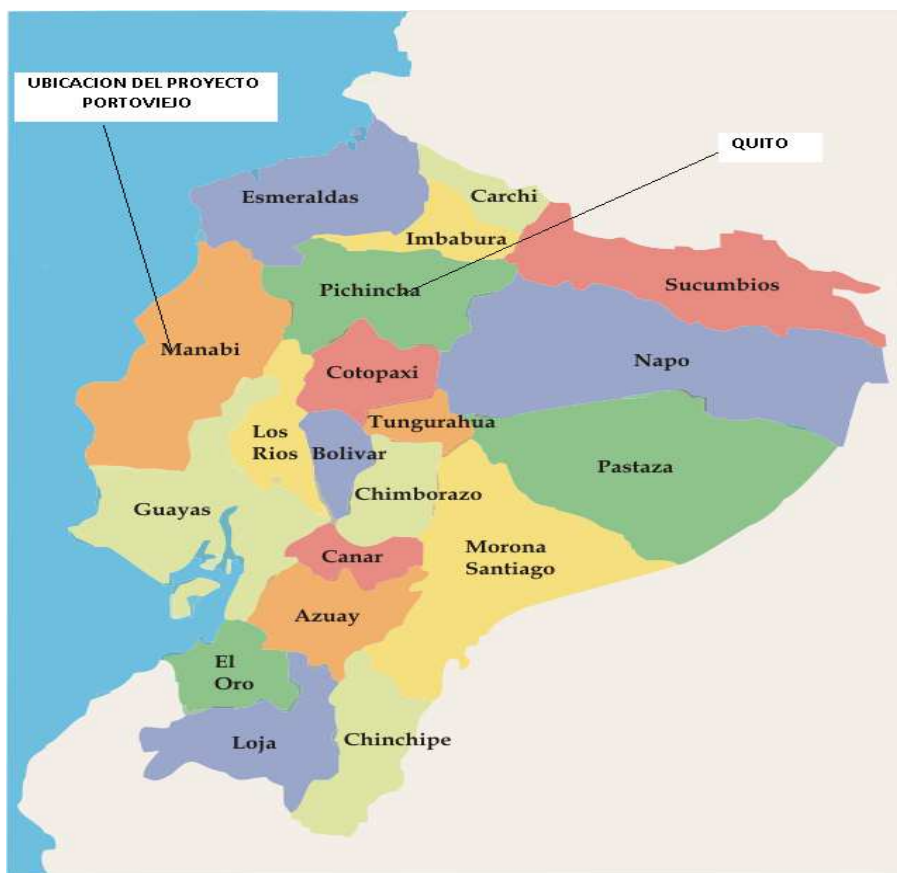 UBICACION DEL PROYECTO
PORTOVIEJO
QUITO
Esmeraldas
Carchi
Imbabura
Pichincha
Sucumbios
Manabi
Cotopaxi
Napo
Tungurahua
Los
Rios
Bolivar
Pastaza
Chimborazo
Guayas
Canar
Morona
Santiago
Azuay
El
Oro
Loja
Chinchipe